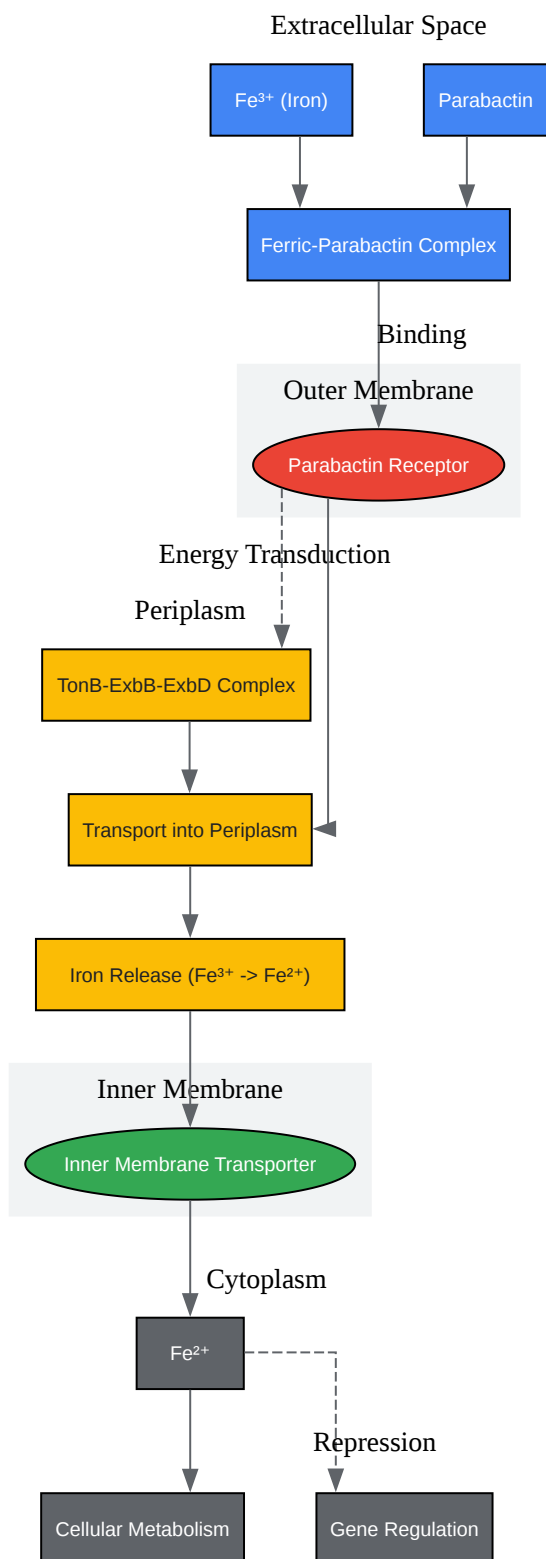 Extracellular Space
Fe³⁺ (Iron)
Parabactin
Ferric-Parabactin Complex
Binding
Outer Membrane
Parabactin Receptor
Energy Transduction
Periplasm
TonB-ExbB-ExbD Complex
Transport into Periplasm
Iron Release (Fe³⁺ -> Fe²⁺)
Inner Membrane
Inner Membrane Transporter
Cytoplasm
Fe²⁺
Repression
Cellular Metabolism
Gene Regulation